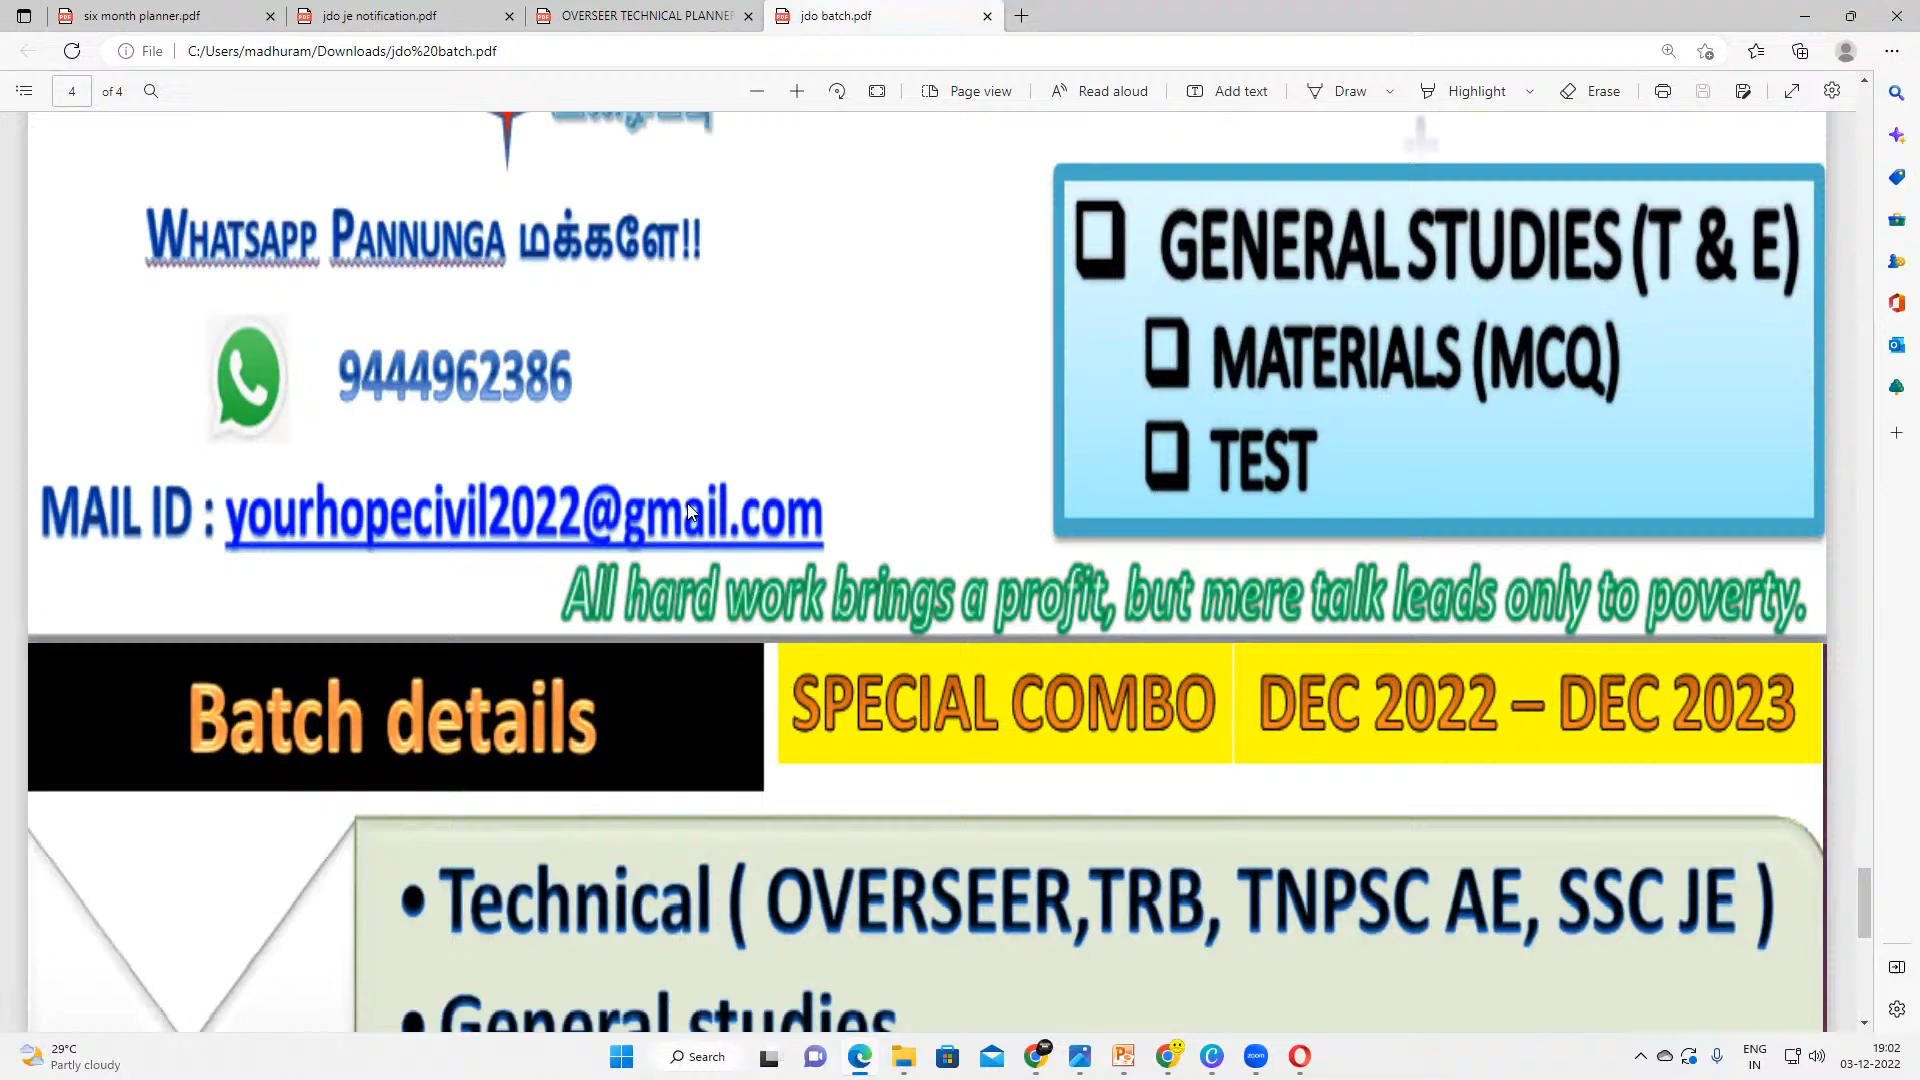 six month planner.pdf
jdo je notification.pdf
OVERSEER TECHNICAL PLANNER
jdo batch.pdf
File
C:/Users/madhuram/Downloads/jdo%20batch.pdf
4 of 4
Page view
Read aloud
Add text
Draw
Highlight
Erase
WHATSAPP PANNUNGA மக்களே!!
9444962386
MAIL ID : yourhopecivil2022@gmail.com
GENERAL STUDIES (T & E)
MATERIALS (MCQ)
TEST
All hard work brings a profit, but mere talk leads only to poverty.
Batch details
SPECIAL COMBO
DEC 2022 – DEC 2023
• Technical ( OVERSEER,TRB, TNPSC AE, SSC JE )
• General studies
29°C
Partly cloudy
Search
zoom
ENG
IN
19:02
03-12-2022